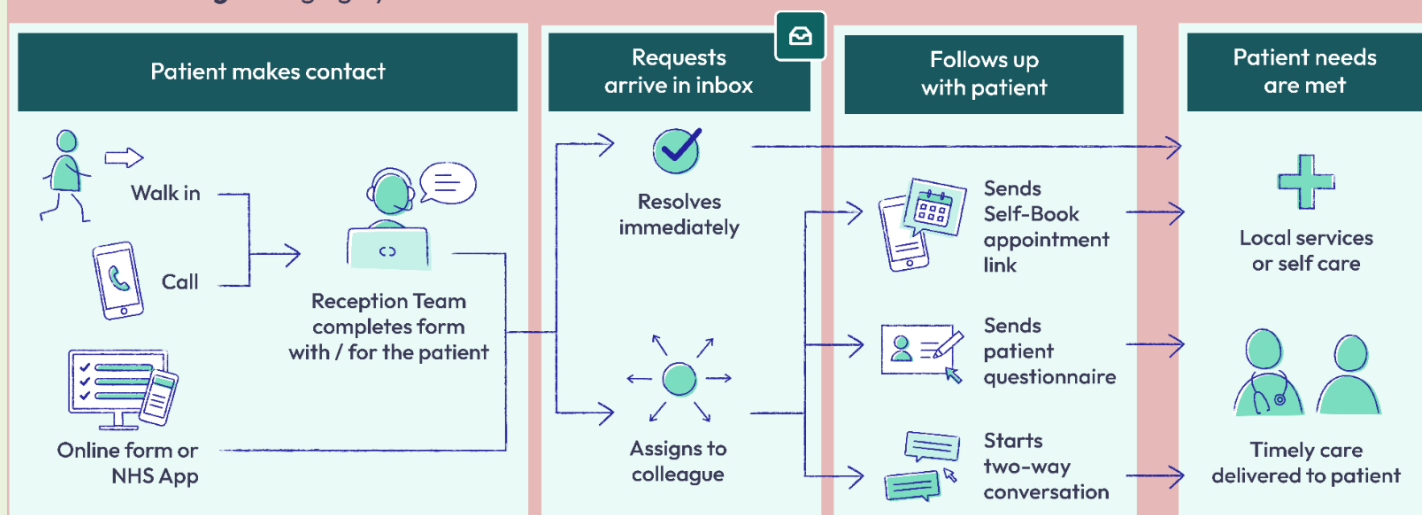 Patient makes contact
Walk in
Call
Reception Team
completes form
with / for the patient
Online form or
NHS App
Requests
arrive in inbox
Resolves
immediately
Assigns to
colleague
Follows up
with patient
Sends
Self-Book
appointment
link
Sends
patient
questionnaire
Starts
two-way
conversation
Patient needs
are met
Local services
or self care
Timely care
delivered to patient